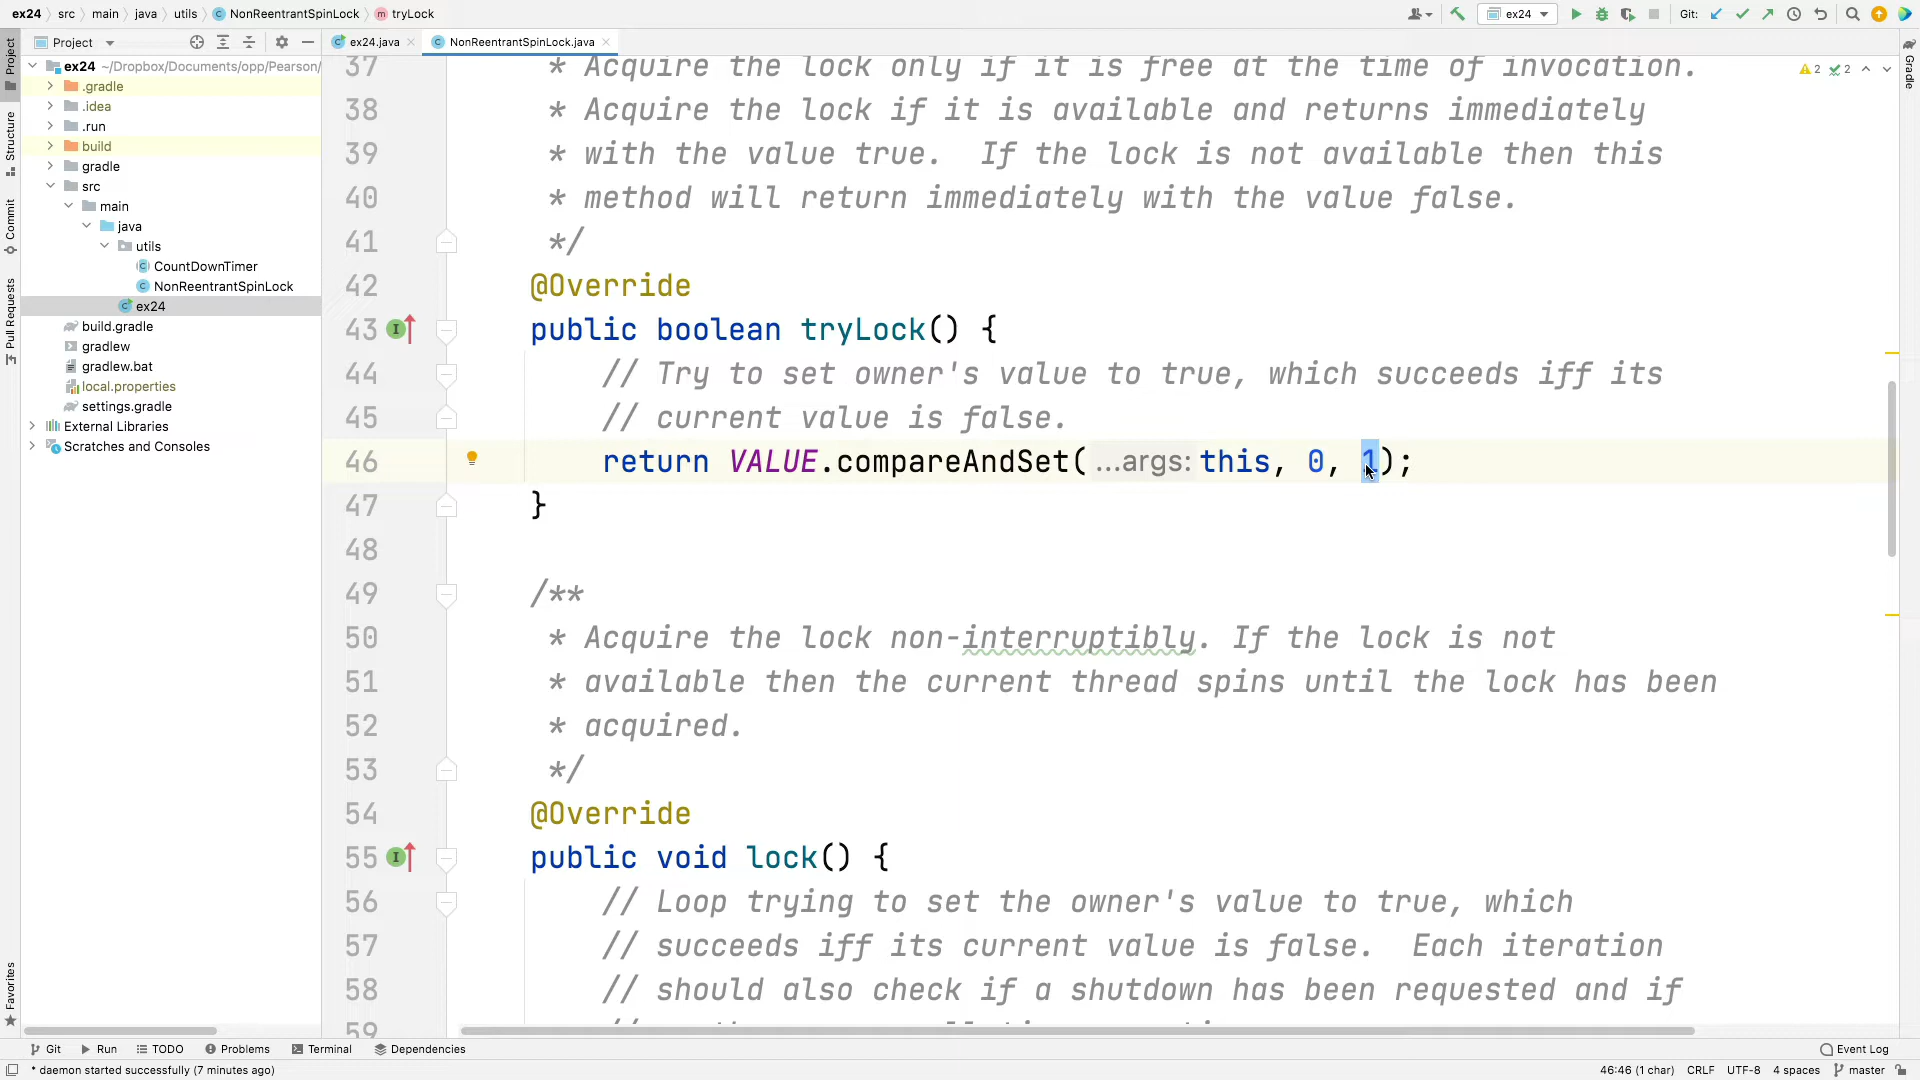 ex24 src main java utils NonReentrantSpinLock tryLock
ex24
Git:
Project
ex24.java
NonReentrantSpinLock.java
ex24 ~/Dropbox/Documents/opp/Pearson/
.gradle
.idea
.run
build
gradle
src
main
java
utils
CountDownTimer
NonReentrantSpinLock
ex24
build.gradle
gradlew
gradlew.bat
local.properties
settings.gradle
External Libraries
Scratches and Consoles
Project
Structure
Commit
Pull Requests
Favorites
Gradle
2 2
37 * Acquire the lock only if it is free at the time of invocation.
38 * Acquire the lock if it is available and returns immediately
39 * with the value true.  If the lock is not available then this
40 * method will return immediately with the value false.
41 */
42 @Override
43 public boolean tryLock() {
44 // Try to set owner's value to true, which succeeds iff its
45 // current value is false.
46 return VALUE.compareAndSet( ...args: this, 0, 1);
47 }
48
49 /**
50 * Acquire the lock non-interruptibly. If the lock is not
51 * available then the current thread spins until the lock has been
52 * acquired.
53 */
54 @Override
55 public void lock() {
56 // Loop trying to set the owner's value to true, which
57 // succeeds iff its current value is false.  Each iteration
58 // should also check if a shutdown has been requested and if
59
Git Run TODO Problems Terminal Dependencies Event Log
* daemon started successfully (7 minutes ago) 46:46 (1 char) CRLF UTF-8 4 spaces master